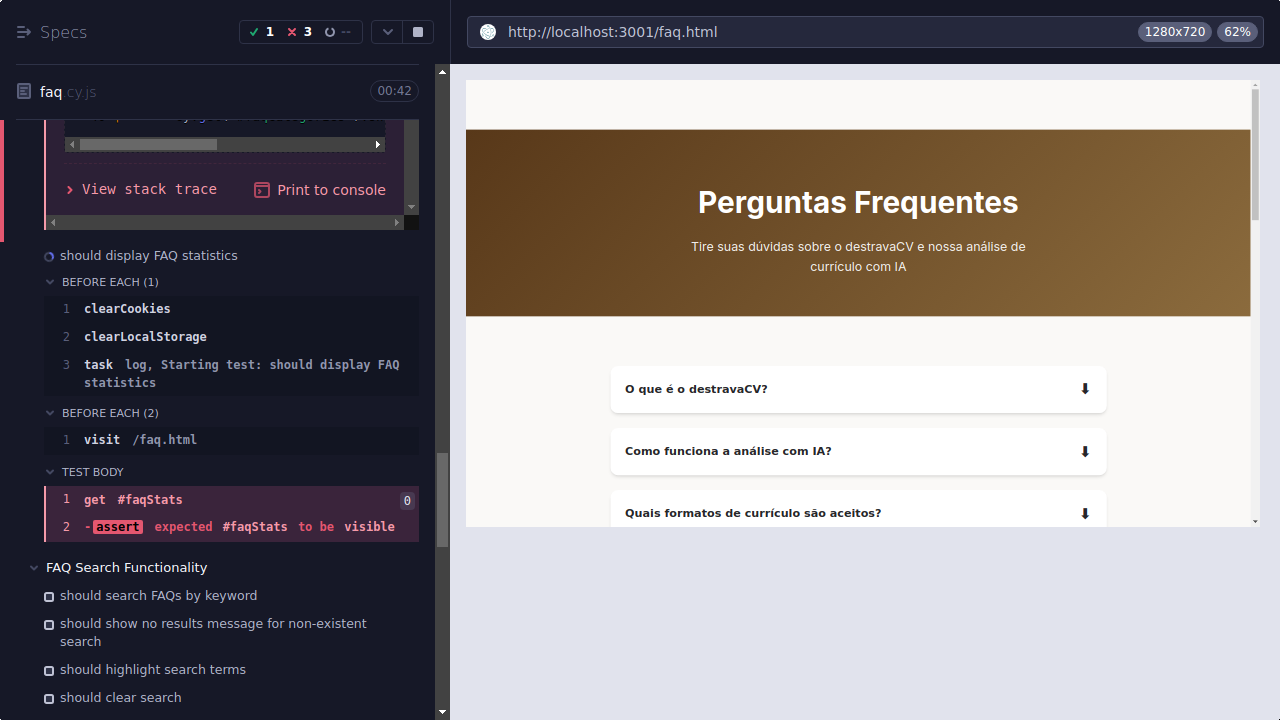 Specs
1
3
--
http://localhost:3001/faq.html
1280x720
62%
faq.cy.js
00:42
View stack trace
Print to console
should display FAQ statistics
BEFORE EACH (1)
1 clearCookies
2 clearLocalStorage
3 task log, Starting test: should display FAQ
statistics
BEFORE EACH (2)
1 visit /faq.html
TEST BODY
1 get #faqStats 0
2 -assert expected #faqStats to be visible
FAQ Search Functionality
should search FAQs by keyword
should show no results message for non-existent
search
should highlight search terms
should clear search
Perguntas Frequentes
Tire suas dúvidas sobre o destravaCV e nossa análise de
currículo com IA
O que é o destravaCV?
Como funciona a análise com IA?
Quais formatos de currículo são aceitos?